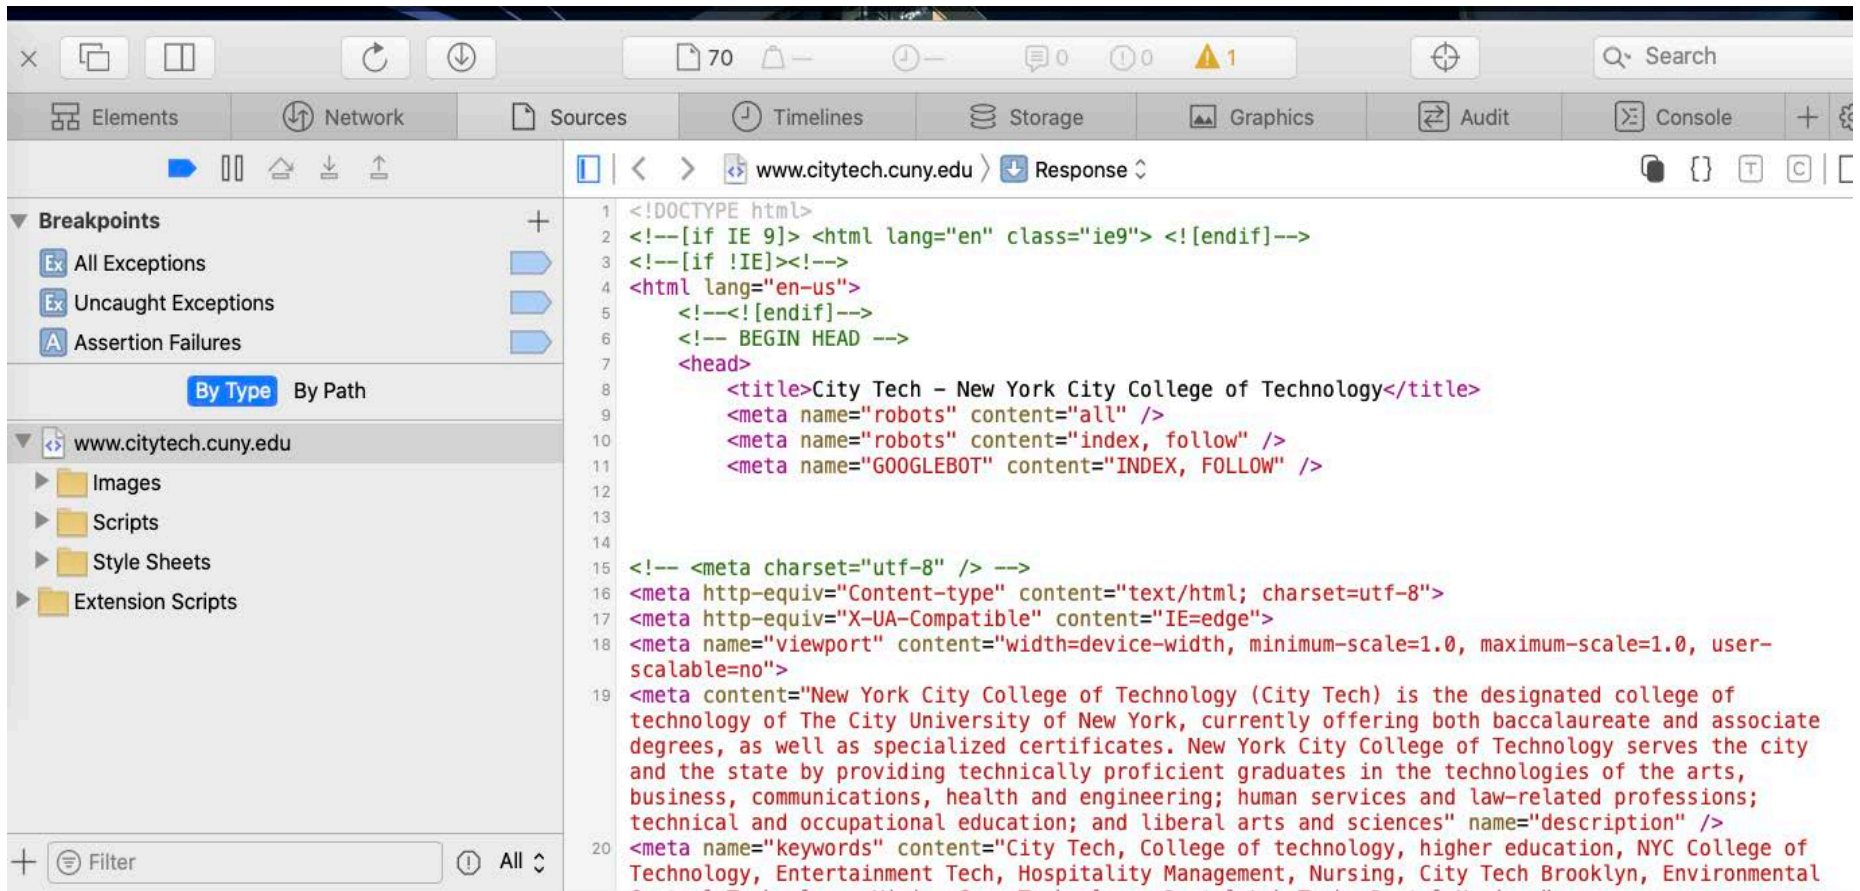 70 — — 0 0 1 Search
Elements Network Sources Timelines Storage Graphics Audit Console
www.citytech.cuny.edu Response T C
Breakpoints
Ex All Exceptions
Ex Uncaught Exceptions
A Assertion Failures
By Type By Path
www.citytech.cuny.edu
Images
Scripts
Style Sheets
Extension Scripts
Filter All
1 <!DOCTYPE html>
2 <!--[if IE 9]> <html lang="en" class="ie9"> <![endif]-->
3 <!--[if !IE]><!-->
4 <html lang="en-us">
5 <!--<![endif]-->
6 <!-- BEGIN HEAD -->
7 <head>
8 <title>City Tech – New York City College of Technology</title>
9 <meta name="robots" content="all" />
10 <meta name="robots" content="index, follow" />
11 <meta name="GOOGLEBOT" content="INDEX, FOLLOW" />
12
13
14
15 <!-- <meta charset="utf-8" /> -->
16 <meta http-equiv="Content-type" content="text/html; charset=utf-8">
17 <meta http-equiv="X-UA-Compatible" content="IE=edge">
18 <meta name="viewport" content="width=device-width, minimum-scale=1.0, maximum-scale=1.0, user-
scalable=no">
19 <meta content="New York City College of Technology (City Tech) is the designated college of
technology of The City University of New York, currently offering both baccalaureate and associate
degrees, as well as specialized certificates. New York City College of Technology serves the city
and the state by providing technically proficient graduates in the technologies of the arts,
business, communications, health and engineering; human services and law-related professions;
technical and occupational education; and liberal arts and sciences" name="description" />
20 <meta name="keywords" content="City Tech, College of technology, higher education, NYC College of
Technology, Entertainment Tech, Hospitality Management, Nursing, City Tech Brooklyn, Environmental